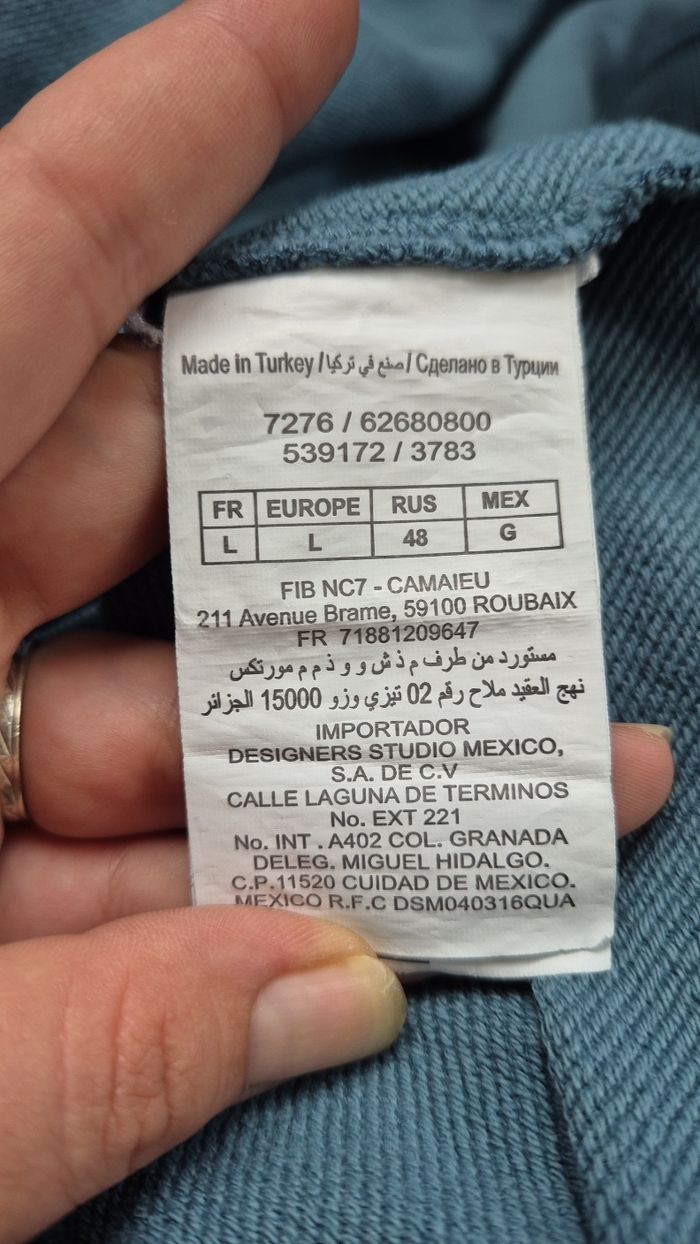 Made in Turkey / صنع في تركيا / Сделано в Турции
7276 / 62680800
539172 / 3783
FR EUROPE RUS MEX
L L 48 G
FIB NC7 - CAMAIEU
211 Avenue Brame, 59100 ROUBAIX
FR 71881209647
مستورد من طرف م ذ ش و و ذ م م مورتكس
نهج العقيد ملاح رقم 02 تيزي وزو 15000 الجزائر
IMPORTADOR
DESIGNERS STUDIO MEXICO,
S.A. DE C.V
CALLE LAGUNA DE TERMINOS
No. EXT 221
No. INT . A402 COL. GRANADA
DELEG. MIGUEL HIDALGO.
C.P.11520 CUIDAD DE MEXICO.
MEXICO R.F.C DSM040316QUA